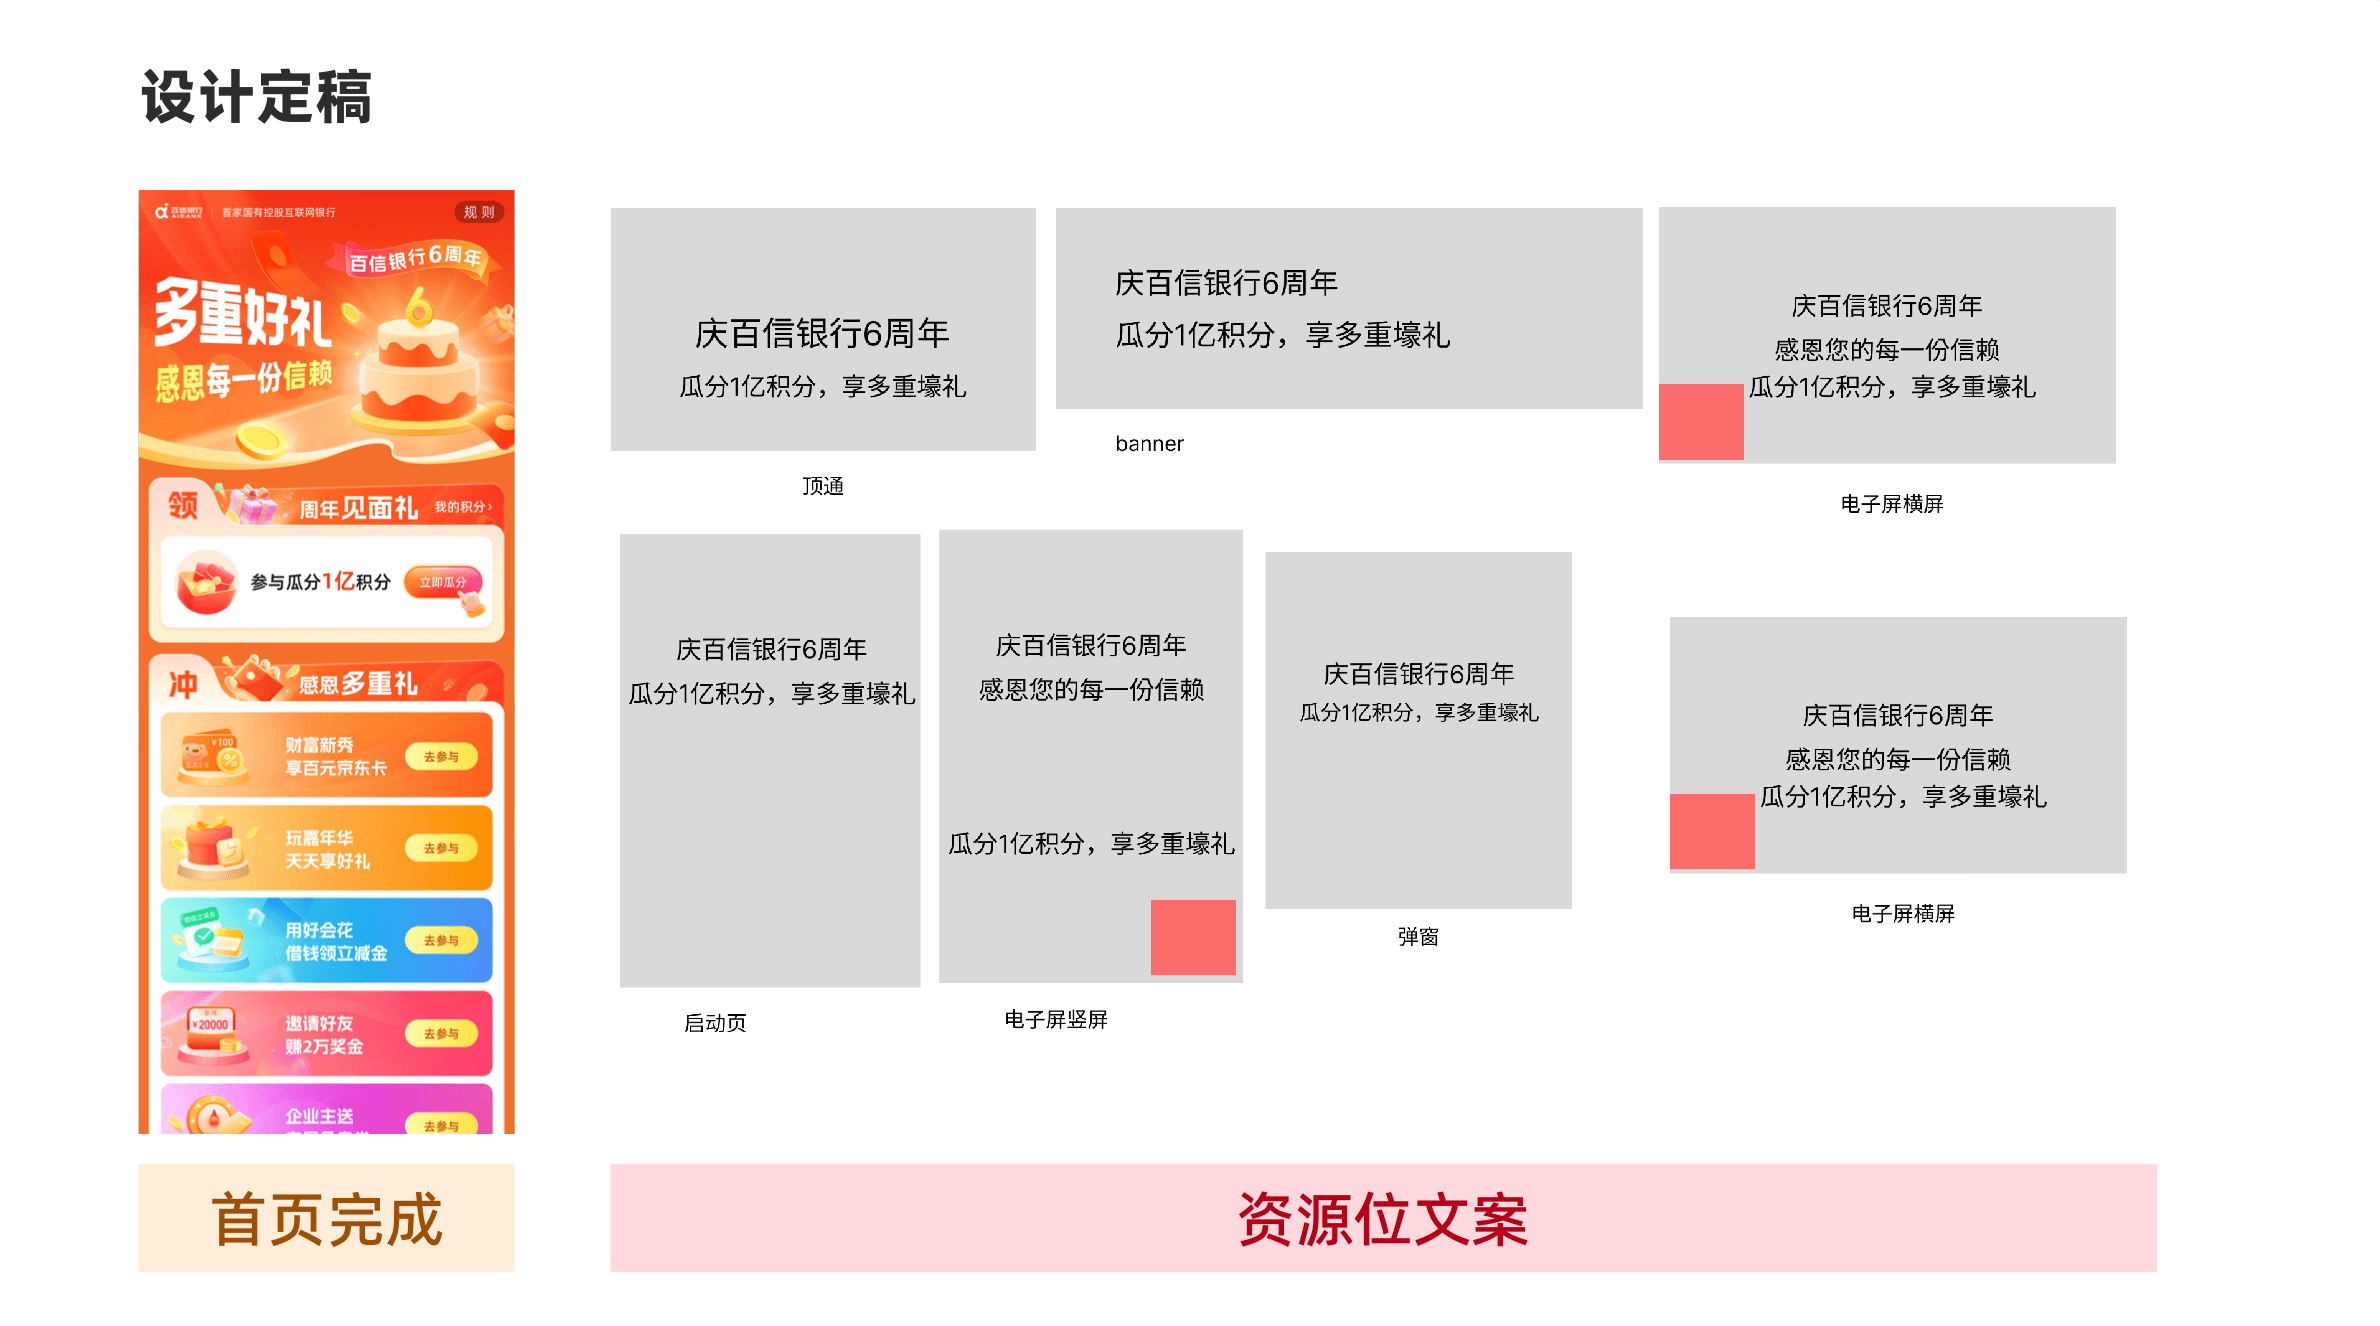 设计定稿
百信银行
AIBANK
首家国有控股互联网银行
规则
百信银行6周年
多重好礼
感恩每一份信赖
6
领
周年见面礼
我的积分›
参与瓜分1亿积分
立即瓜分
冲
感恩多重礼
¥100
财富新秀
享百元京东卡
去参与
玩嘉年华
天天享好礼
去参与
用好会花
借钱领立减金
去参与
¥20000
邀请好友
赚2万奖金
去参与
企业主送
去参与
首页完成
庆百信银行6周年
瓜分1亿积分，享多重壕礼
顶通
庆百信银行6周年
瓜分1亿积分，享多重壕礼
banner
庆百信银行6周年
感恩您的每一份信赖
瓜分1亿积分，享多重壕礼
电子屏横屏
庆百信银行6周年
瓜分1亿积分，享多重壕礼
启动页
庆百信银行6周年
感恩您的每一份信赖
瓜分1亿积分，享多重壕礼
电子屏竖屏
庆百信银行6周年
瓜分1亿积分，享多重壕礼
弹窗
庆百信银行6周年
感恩您的每一份信赖
瓜分1亿积分，享多重壕礼
电子屏横屏
资源位文案